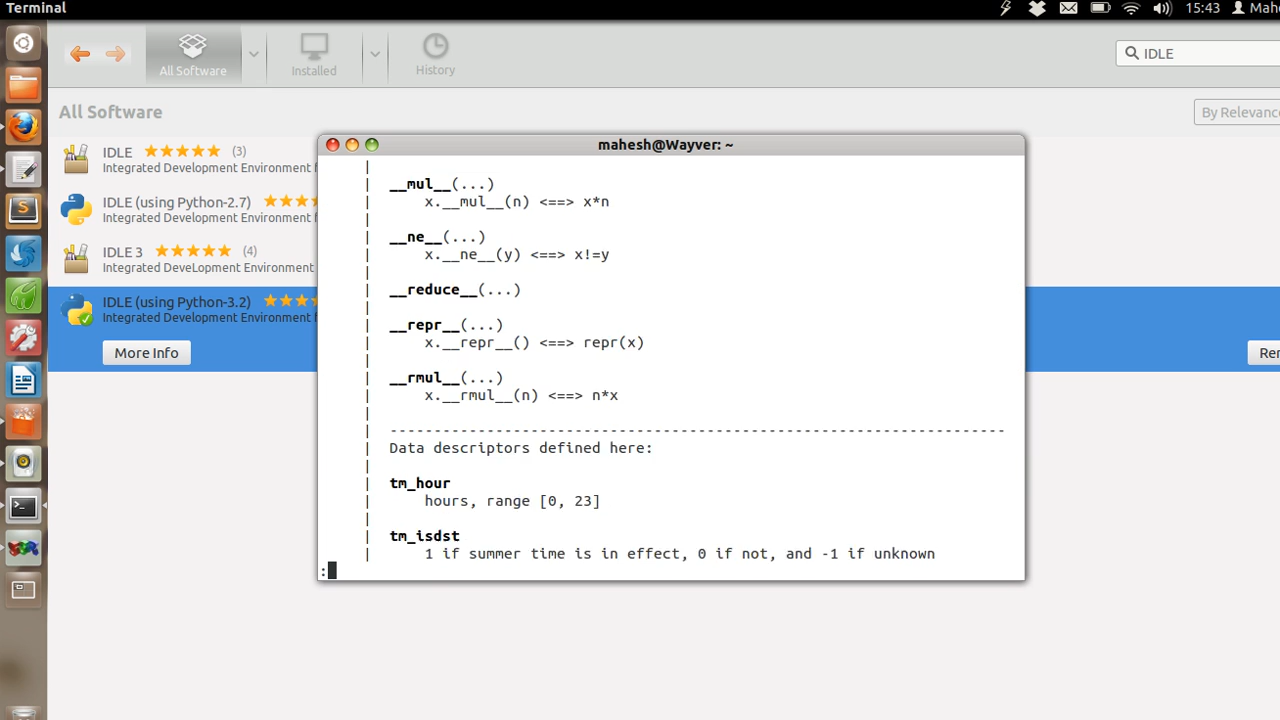 Terminal
15:43 Mahe
All Software
Installed
History
IDLE
All Software
By Relevance
IDLE (3)
Integrated Development Environment f
IDLE (using Python-2.7)
Integrated Development Environment f
IDLE 3 (4)
Integrated DeveLopment Environment
IDLE (using Python-3.2)
Integrated Development Environment f
More Info
Rem
mahesh@Wayver: ~
|
| __mul__(...)
| x.__mul__(n) <==> x*n
|
| __ne__(...)
| x.__ne__(y) <==> x!=y
|
| __reduce__(...)
|
| __repr__(...)
| x.__repr__() <==> repr(x)
|
| __rmul__(...)
| x.__rmul__(n) <==> n*x
|
| ----------------------------------------------------------------------
| Data descriptors defined here:
|
| tm_hour
| hours, range [0, 23]
|
| tm_isdst
| 1 if summer time is in effect, 0 if not, and -1 if unknown
: